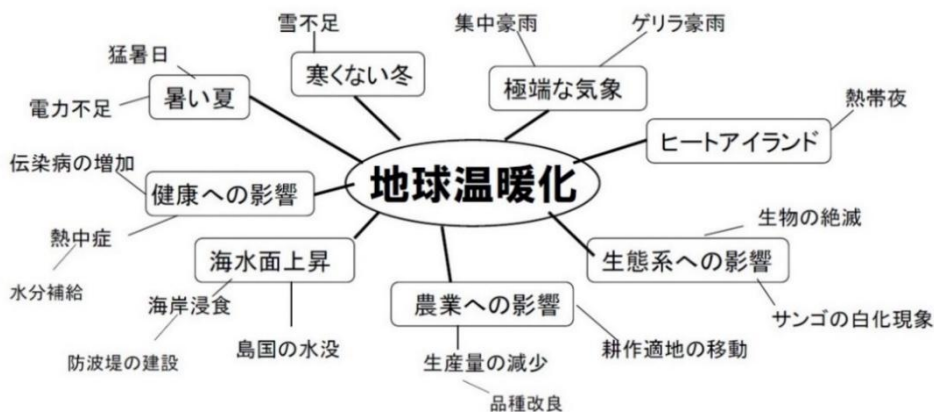 雪不足
集中豪雨
ゲリラ豪雨
猛暑日
寒くない冬
極端な気象
暑い夏
電力不足
熱帯夜
ヒートアイランド
伝染病の増加
健康への影響
地球温暖化
熱中症
生物の絶滅
海水面上昇
生態系への影響
水分補給
海岸浸食
農業への影響
サンゴの白化現象
防波堤の建設
島国の水没
生産量の減少
耕作適地の移動
品種改良